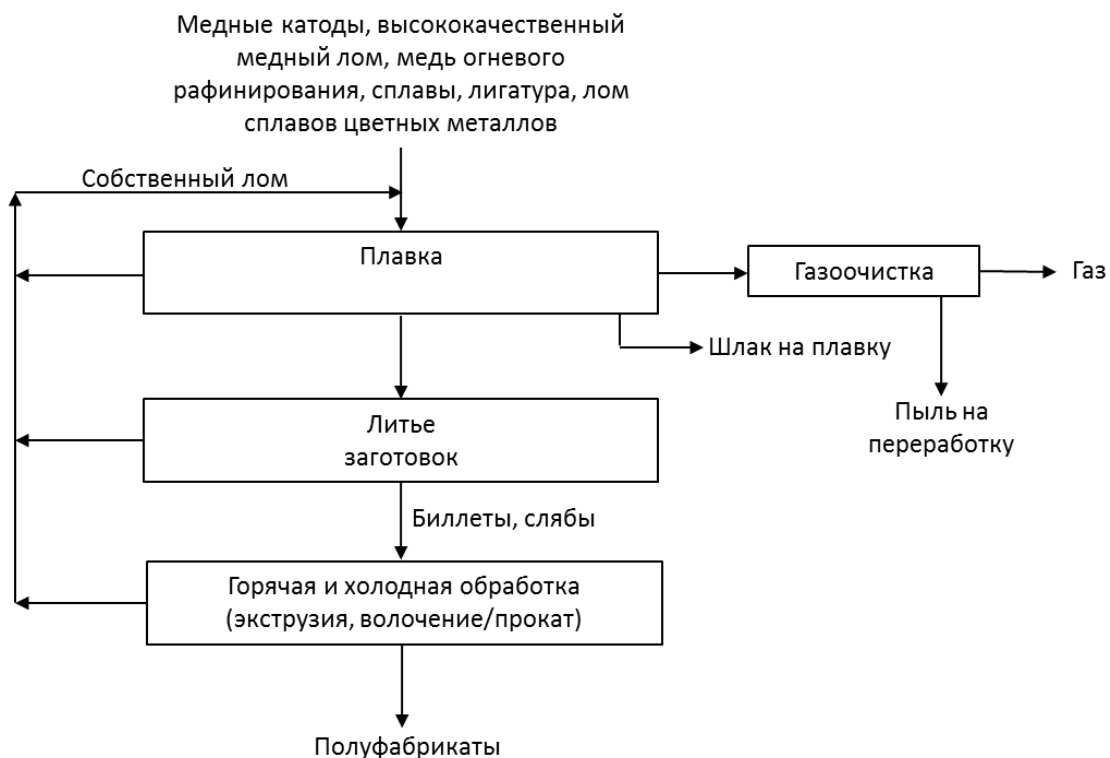 Медные катоды, высококачественный
медный лом, медь огневого
рафинирования, сплавы, лигатура, лом
сплавов цветных металлов
Собственный лом
Плавка
Газоочистка
Газ
Шлак на плавку
Пыль на
переработку
Литье
заготовок
Биллеты, слябы
Горячая и холодная обработка
(экструзия, волочение/прокат)
Полуфабрикаты